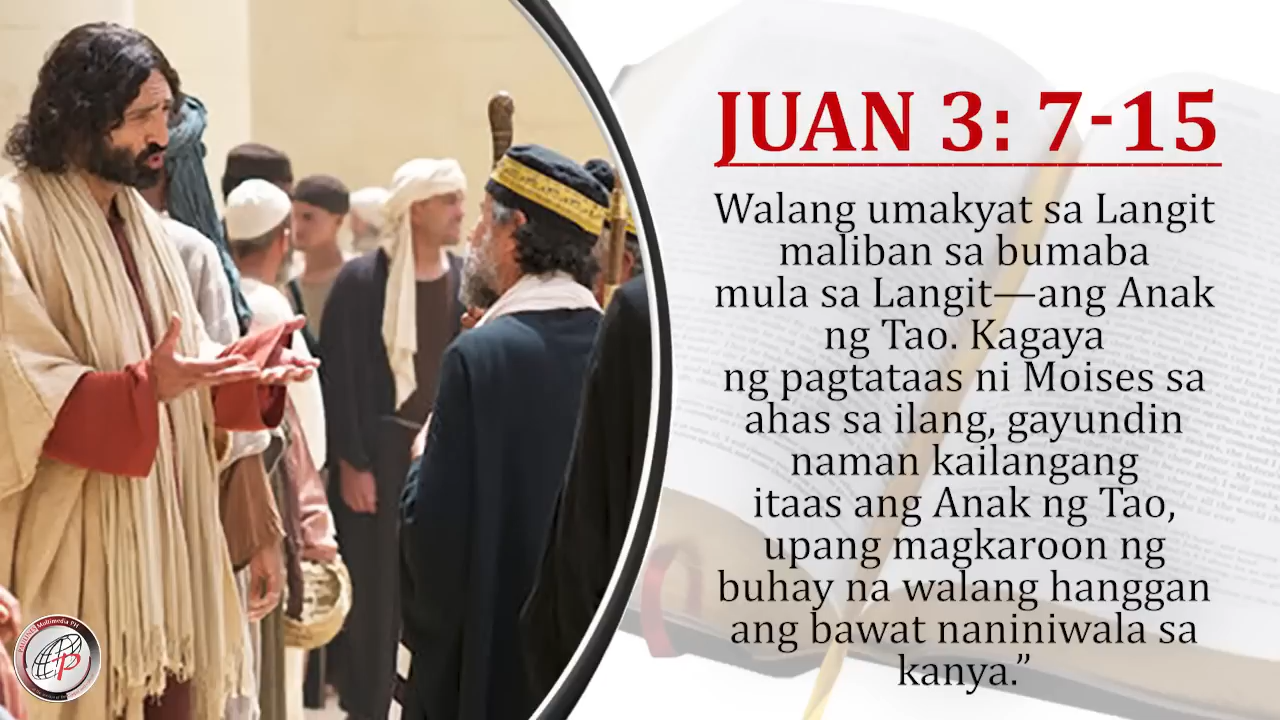 JUAN 3: 7-15
Walang umakyat sa Langit
maliban sa bumaba
mula sa Langit—ang Anak
ng Tao. Kagaya
ng pagtataas ni Moises sa
ahas sa ilang, gayundin
naman kailangang
itaas ang Anak ng Tao,
upang magkaroon ng
buhay na walang hanggan
ang bawat naniniwala sa
kanya.”
Multimedia PH